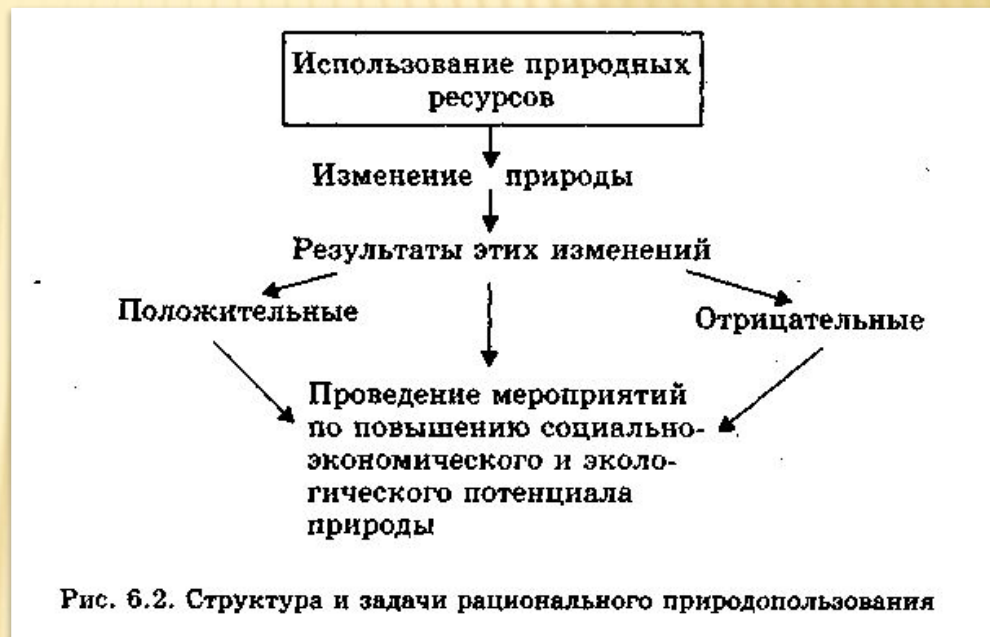 Использование природных
ресурсов
Изменение природы
Результаты этих изменений
Положительные
Отрицательные
Проведение мероприятий
по повышению социально-
экономического и эколо-
гического потенциала
природы
Рис. 6.2. Структура и задачи рационального природопользования